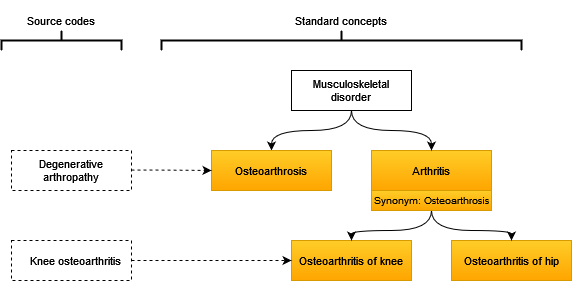 Source codes
Standard concepts
Musculoskeletal
disorder
Degenerative
arthropathy
Osteoarthrosis
Arthritis
Synonym: Osteoarthrosis
Knee osteoarthritis
Osteoarthritis of knee
Osteoarthritis of hip